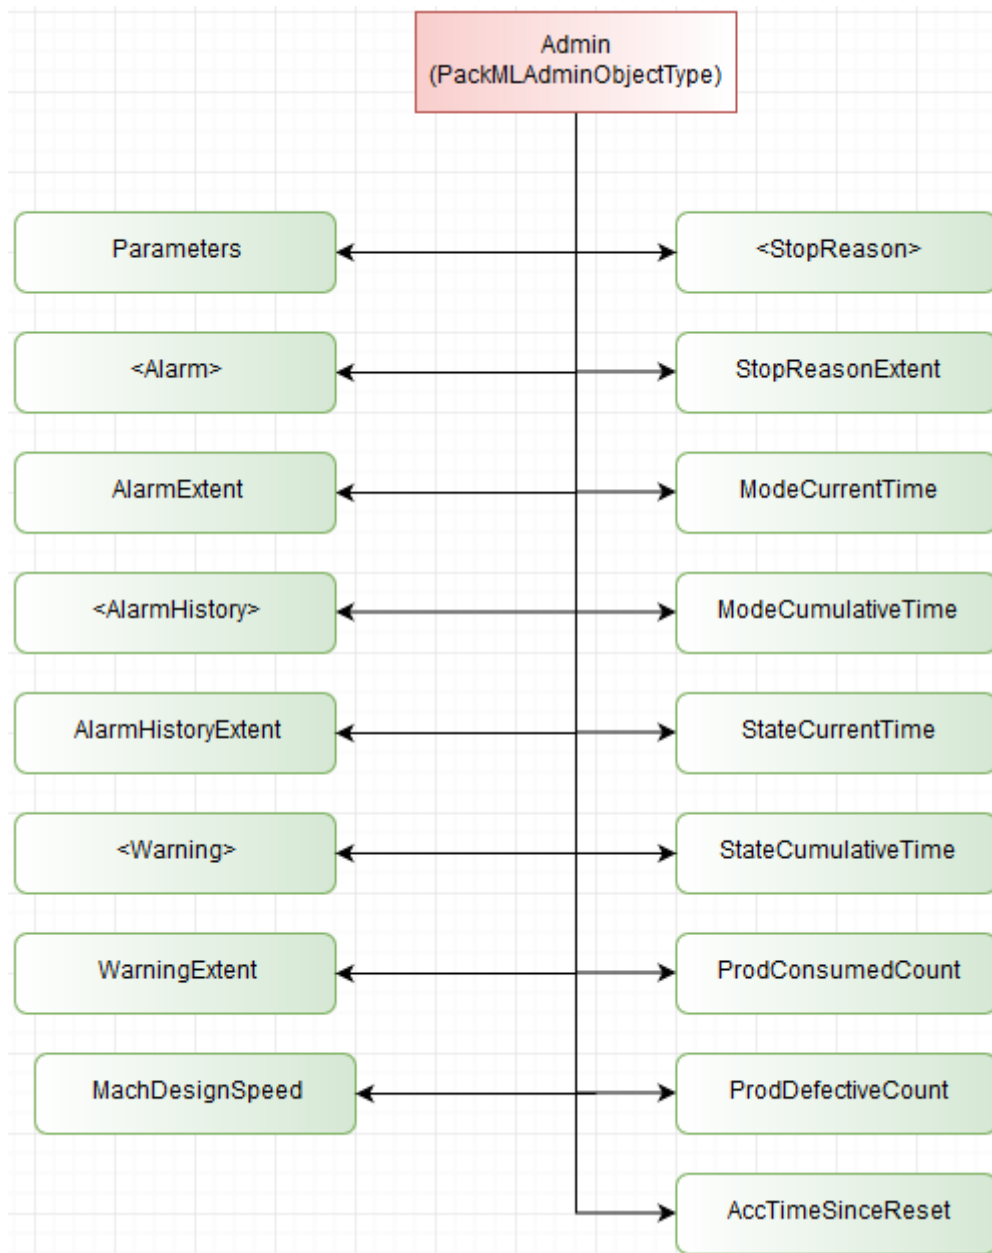 Admin
(PackMLAdminObjectType)
Parameters
<StopReason>
<Alarm>
StopReasonExtent
AlarmExtent
ModeCurrentTime
<AlarmHistory>
ModeCumulativeTime
AlarmHistoryExtent
StateCurrentTime
<Warning>
StateCumulativeTime
WarningExtent
ProdConsumedCount
MachDesignSpeed
ProdDefectiveCount
AccTimeSinceReset